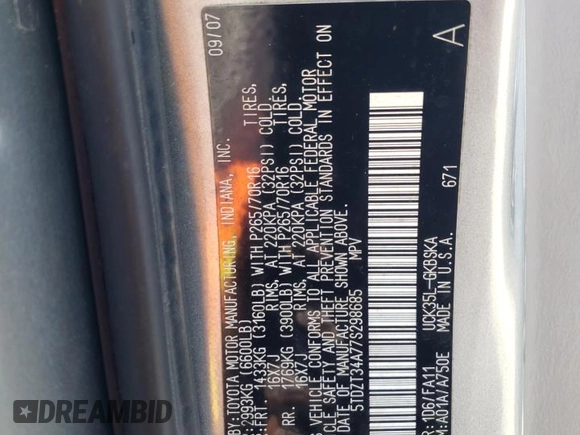 BY:TOYOTA MOTOR MANUFACTURING, INDIANA, INC. 09/07
: 2993KG (6600LB)
: FRT. 1433KG (3160LB) WITH P265/70R16 TIRES,
16X7J RIMS, AT 220KPA (32PSI) COLD.
RR. 1769KG (3900LB) WITH P265/70R16 TIRES,
16X7J RIMS, AT 220KPA (32PSI) COLD.
S VEHICLE CONFORMS TO ALL APPLICABLE FEDERAL MOTOR
ICLE SAFETY AND THEFT PREVENTION STANDARDS IN EFFECT ON
DATE OF MANUFACTURE SHOWN ABOVE.
5TDZT34A77S298685 MPV
A
671
R: 1D6/FA11 UCK35L-GKBSKA
M: A01A/A750E MADE IN U.S.A.
AUTOBIDCAR